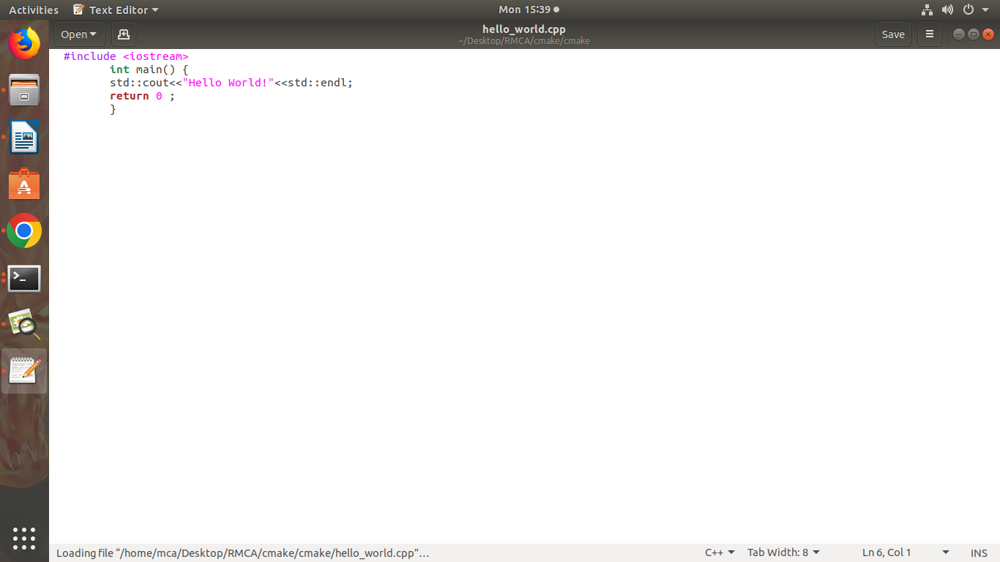 Activities Text Editor Mon 15:39
Open hello_world.cpp Save
~/Desktop/RMCA/cmake/cmake
#include <iostream>
int main() {
std::cout<<"Hello World!"<<std::endl;
return 0 ;
}
Loading file “/home/mca/Desktop/RMCA/cmake/cmake/hello_world.cpp”… C++ Tab Width: 8 Ln 6, Col 1 INS